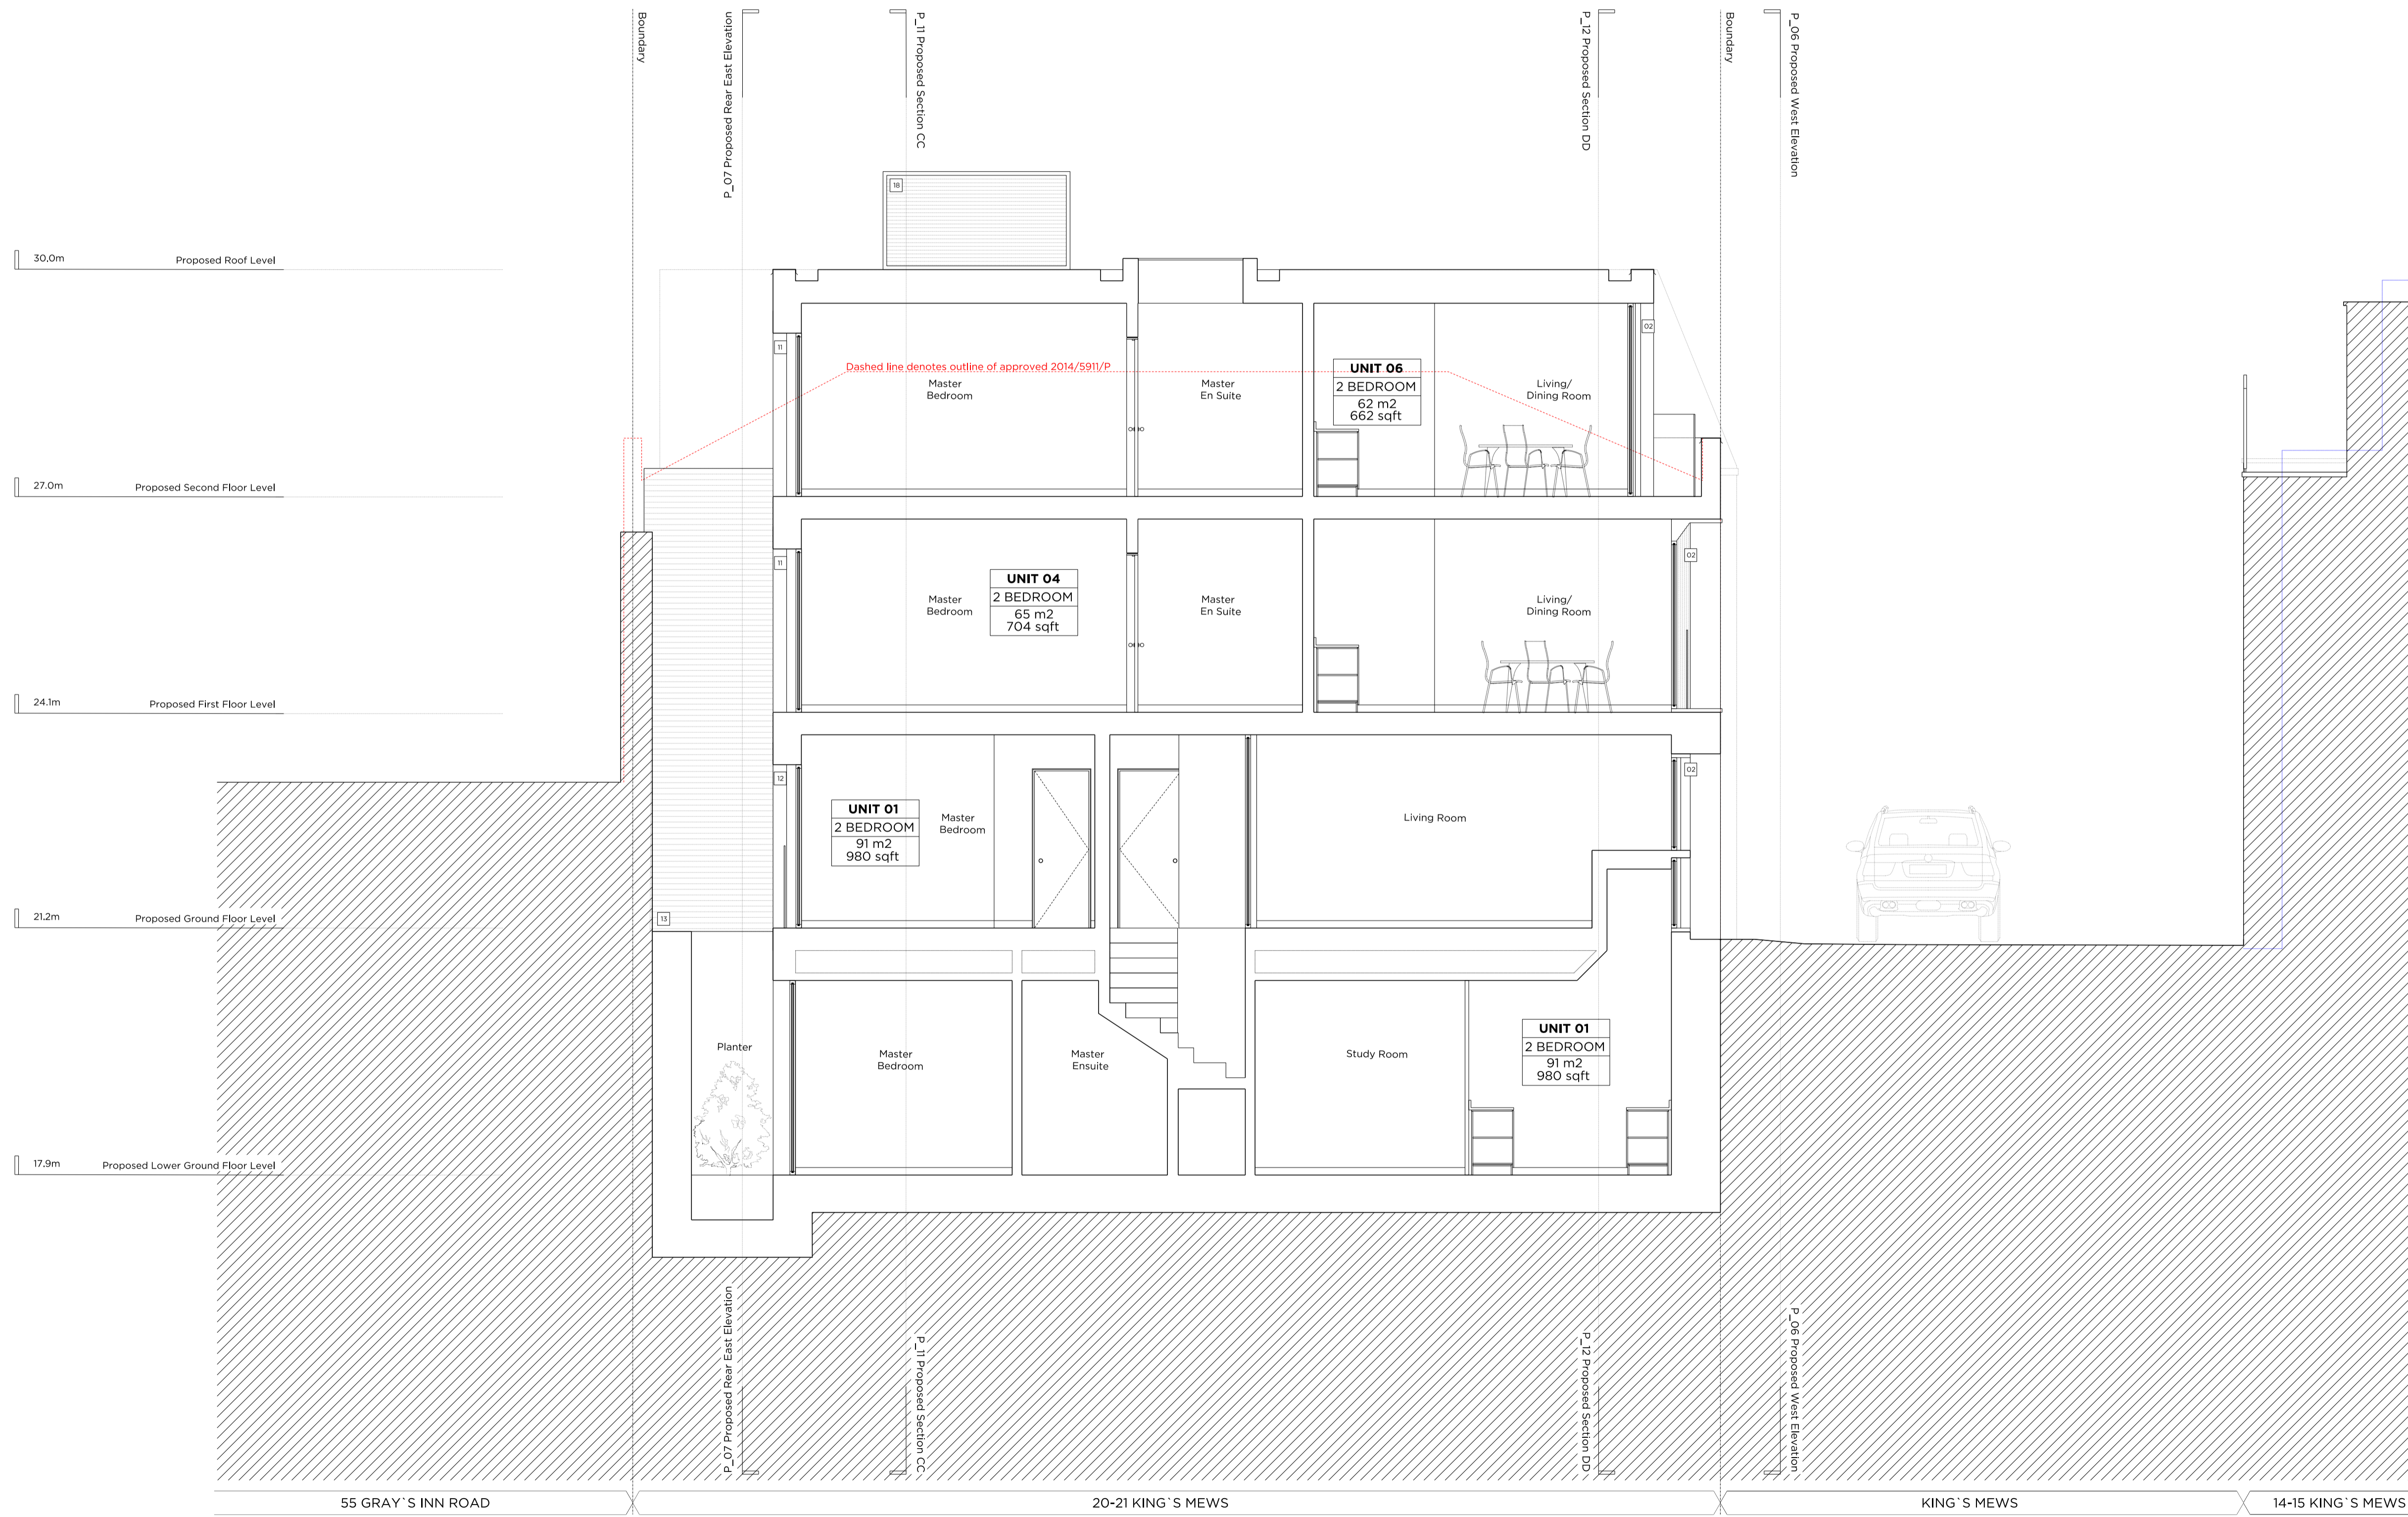 Boundary
P_07 Proposed Rear East Elevation
P_11 Proposed Section CC
P_12 Proposed Section DD
Boundary
P_06 Proposed West Elevation
18
30.0m
Proposed Roof Level
11
02
Dashed line denotes outline of approved 2014/5911/P
Master
Bedroom
Master
En Suite
UNIT 06
2 BEDROOM
62 m2
662 sqft
Living/
Dining Room
27.0m
Proposed Second Floor Level
11
02
Master
Bedroom
UNIT 04
2 BEDROOM
65 m2
704 sqft
Master
En Suite
Living/
Dining Room
24.1m
Proposed First Floor Level
12
02
UNIT 01
2 BEDROOM
91 m2
980 sqft
Master
Bedroom
Living Room
21.2m
Proposed Ground Floor Level
13
Planter
Master
Bedroom
Master
Ensuite
Study Room
UNIT 01
2 BEDROOM
91 m2
980 sqft
17.9m
Proposed Lower Ground Floor Level
P_07 Proposed Rear East Elevation
P_11 Proposed Section CC
P_12 Proposed Section DD
P_06 Proposed West Elevation
55 GRAY`S INN ROAD
20-21 KING`S MEWS
KING`S MEWS
14-15 KING`S MEWS